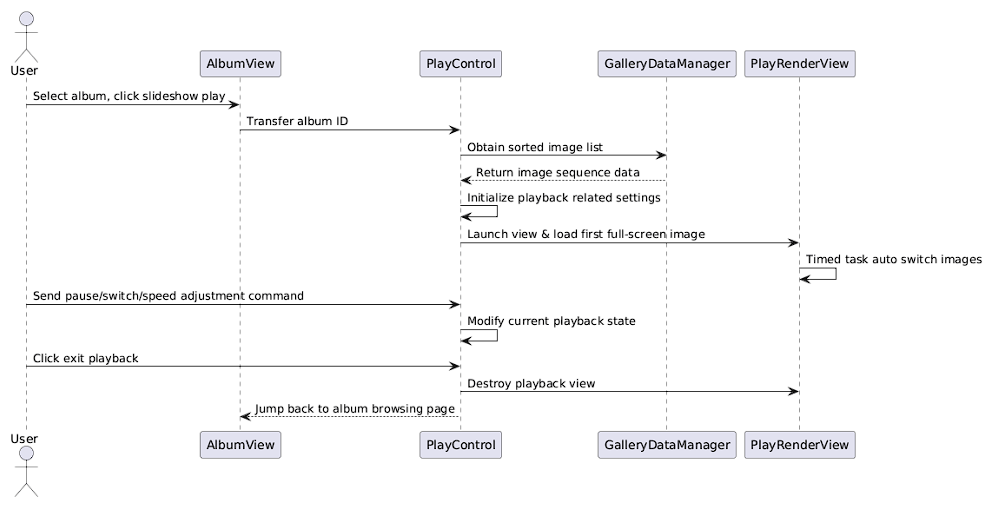 User
AlbumView
PlayControl
GalleryDataManager
PlayRenderView
Select album, click slideshow play
Transfer album ID
Obtain sorted image list
Return image sequence data
Initialize playback related settings
Launch view & load first full-screen image
Timed task auto switch images
Send pause/switch/speed adjustment command
Modify current playback state
Click exit playback
Destroy playback view
Jump back to album browsing page
User
AlbumView
PlayControl
GalleryDataManager
PlayRenderView